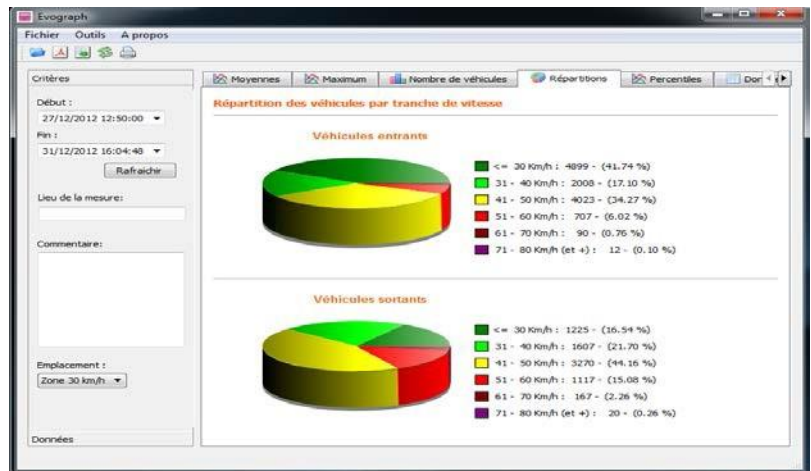 Evograph
Fichier Outils A propos
Critères
Début :
27/12/2012 12:50:00
Fin :
31/12/2012 16:04:48
Rafraichir
Lieu de la mesure:
Commentaire:
Emplacement :
Zone 30 km/h
Données
Moyennes Maximum Nombre de véhicules Répartitions Percentiles Dor
Répartition des véhicules par tranche de vitesse
Véhicules entrants
<= 30 Km/h : 4899 - (41.74 %)
31 - 40 Km/h : 2008 - (17.10 %)
41 - 50 Km/h : 4023 - (34.27 %)
51 - 60 Km/h : 707 - (6.02 %)
61 - 70 Km/h : 90 - (0.76 %)
71 - 80 Km/h (et +) : 12 - (0.10 %)
Véhicules sortants
<= 30 Km/h : 1225 - (16.54 %)
31 - 40 Km/h : 1607 - (21.70 %)
41 - 50 Km/h : 3270 - (44.16 %)
51 - 60 Km/h : 1117 - (15.08 %)
61 - 70 Km/h : 167 - (2.26 %)
71 - 80 Km/h (et +) : 20 - (0.26 %)